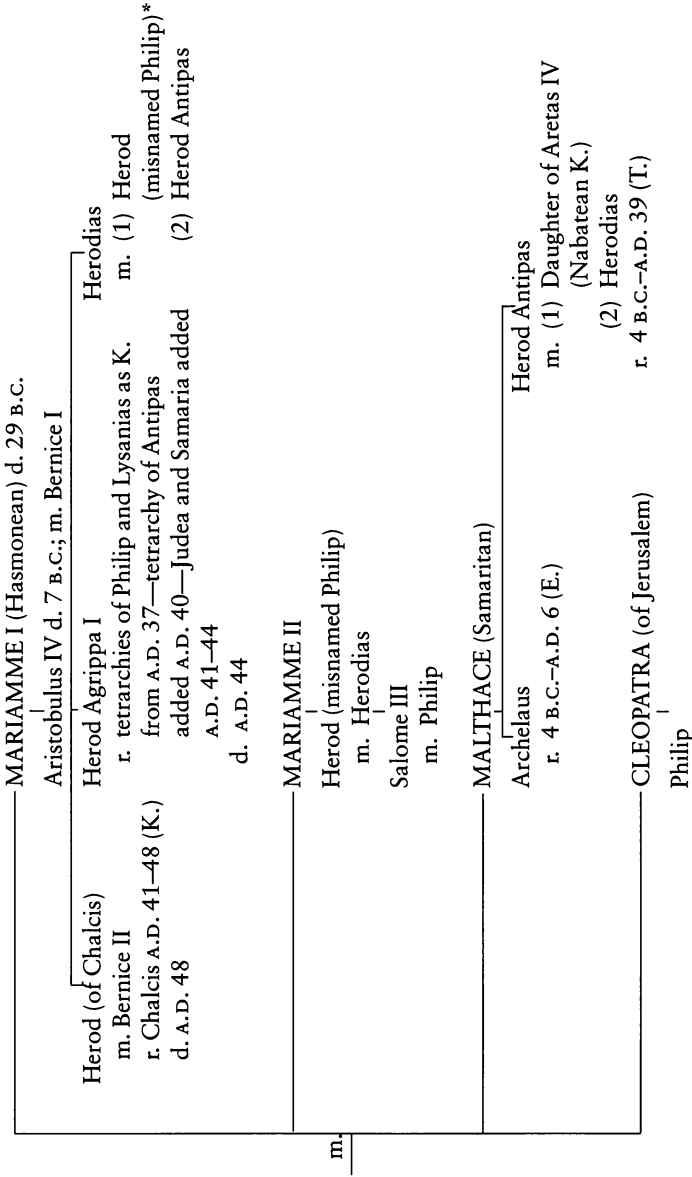 m.
MARIAMME I (Hasmonean) d. 29 B.C.
Aristobulus IV d. 7 B.C.; m. Bernice I
Herod (of Chalcis)
m. Bernice II
r. Chalcis A.D. 41–48 (K.)
d. A.D. 48
Herod Agrippa I
r. tetrarchies of Philip and Lysanias as K.
from A.D. 37—tetrarchy of Antipas
added A.D. 40—Judea and Samaria added
A.D. 41–44
d. A.D. 44
Herodias
m. (1) Herod
(misnamed Philip)*
(2) Herod Antipas
MARIAMME II
Herod (misnamed Philip)
m. Herodias
Salome III
m. Philip
MALTHACE (Samaritan)
Archelaus
r. 4 B.C.–A.D. 6 (E.)
Herod Antipas
m. (1) Daughter of Aretas IV
(Nabatean K.)
(2) Herodias
r. 4 B.C.–A.D. 39 (T.)
CLEOPATRA (of Jerusalem)
Philip